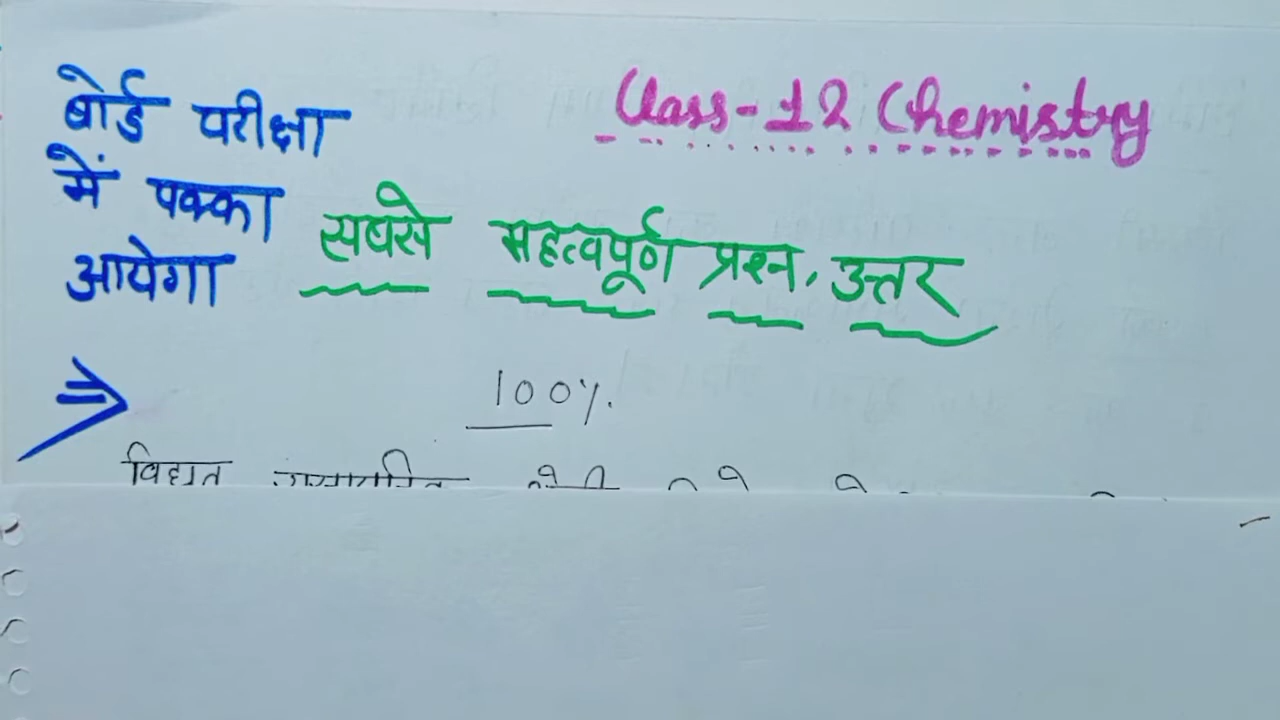 Class-12 Chemistry
बोर्ड परीक्षा
में पक्का
आयेगा
सबसे महत्वपूर्ण प्रश्न, उत्तर
100%.
विद्युत